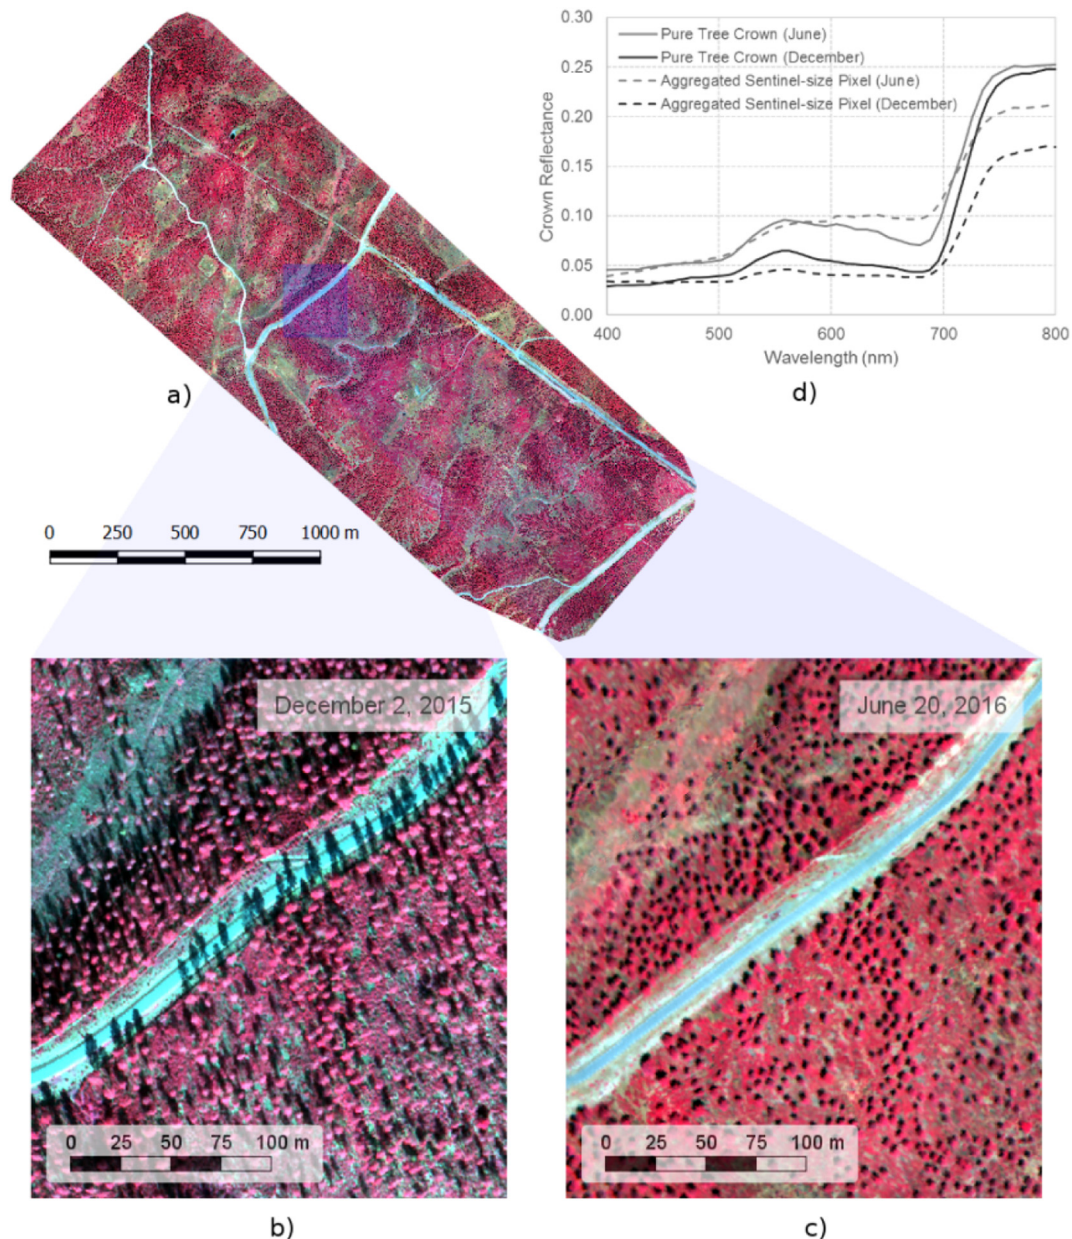 0.30
0.25
0.20
0.15
0.10
0.05
0.00
Crown Reflectance
Pure Tree Crown (June)
Pure Tree Crown (December)
Aggregated Sentinel-size Pixel (June)
Aggregated Sentinel-size Pixel (December)
400 500 600 700 800
Wavelength (nm)
a)
d)
0 250 500 750 1000 m
December 2, 2015
June 20, 2016
0 25 50 75 100 m
0 25 50 75 100 m
b)
c)